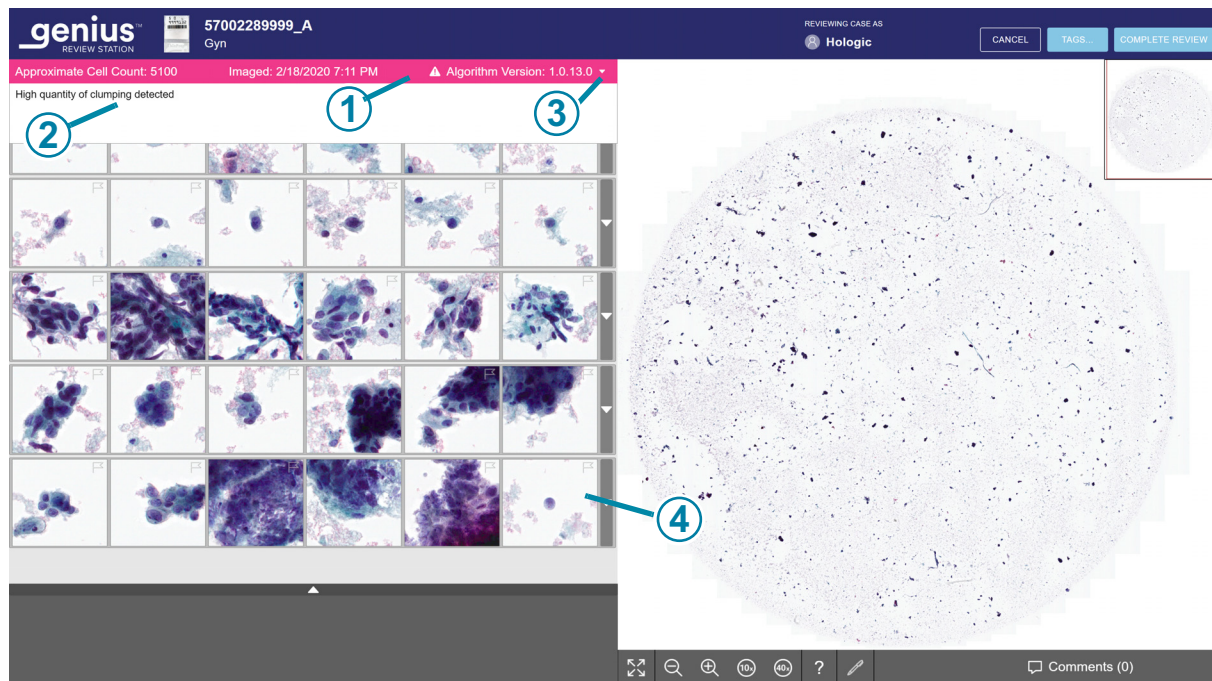 genius™
REVIEW STATION
57002289999_A
Gyn
REVIEWING CASE AS
Hologic
CANCEL
TAGS...
COMPLETE REVIEW
Approximate Cell Count: 5100
Imaged: 2/18/2020 7:11 PM
Algorithm Version: 1.0.13.0
High quantity of clumping detected
1
2
3
4
10x
40x
?
Comments (0)